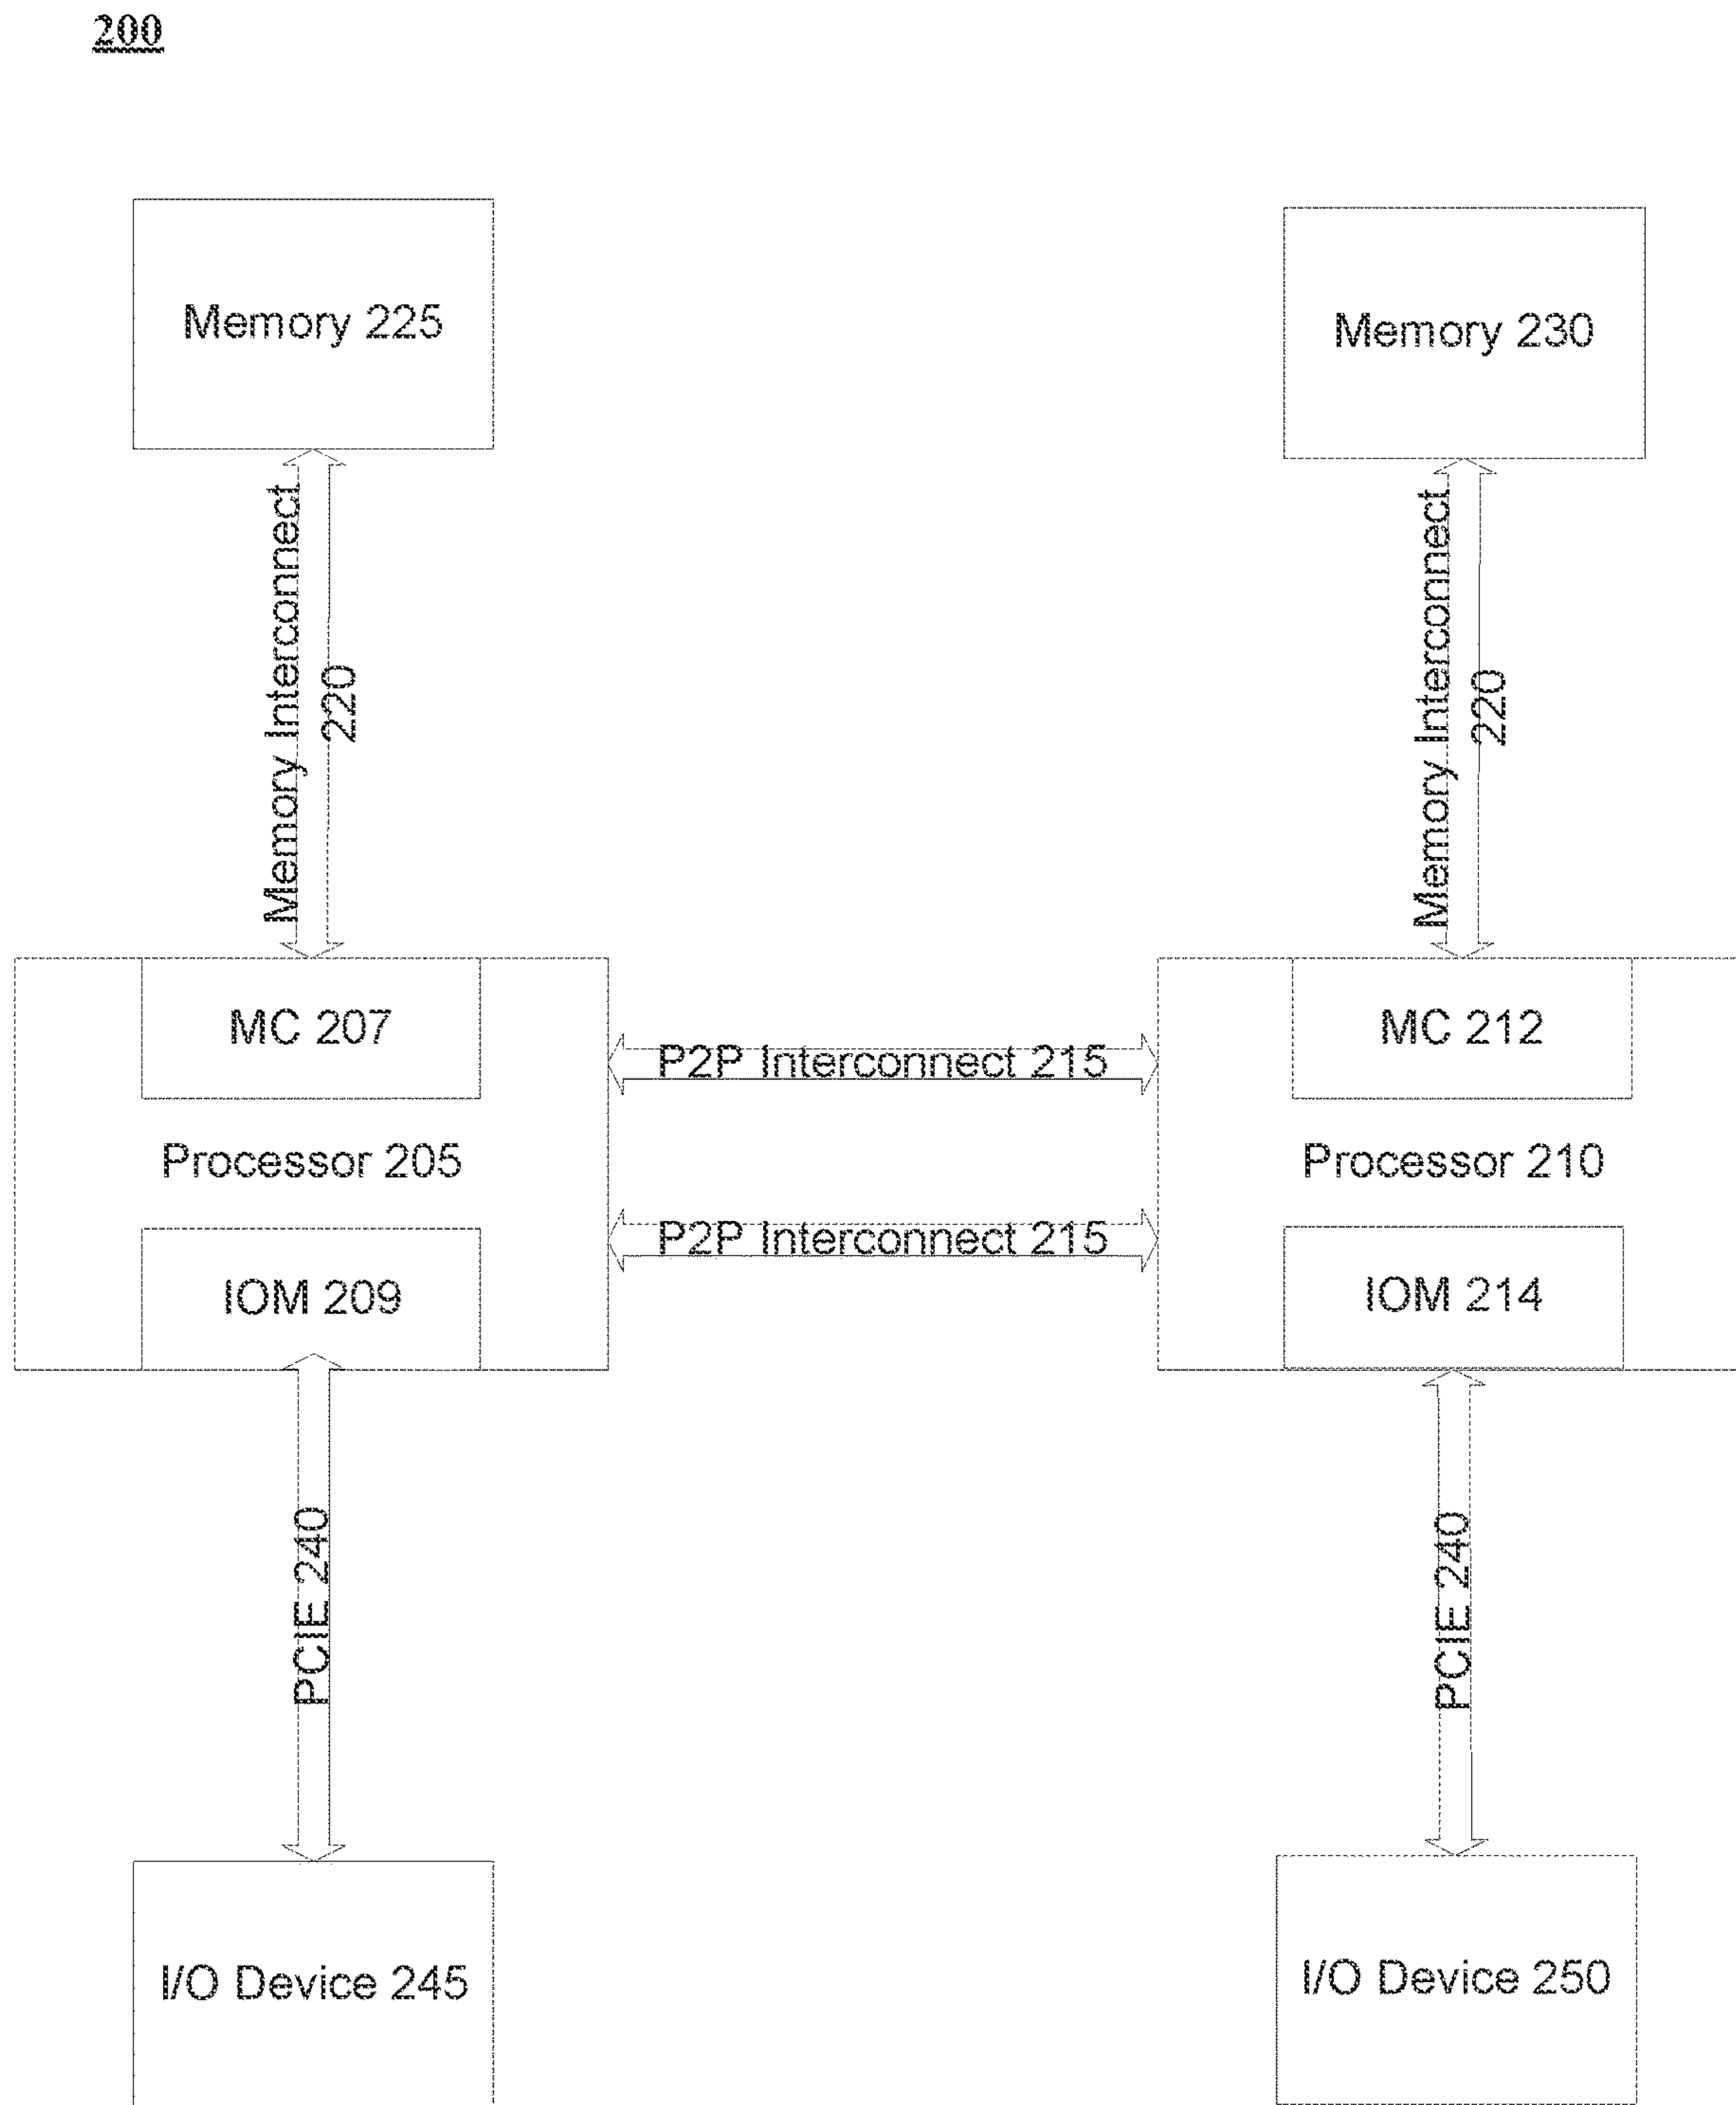 200
Memory 225
Memory 230
Memory Interconnect
220
Memory Interconnect
220
MC 207
MC 212
P2P Interconnect 215
Processor 205
Processor 210
P2P Interconnect 215
IOM 209
IOM 214
PCIE 240
PCIE 240
I/O Device 245
I/O Device 250